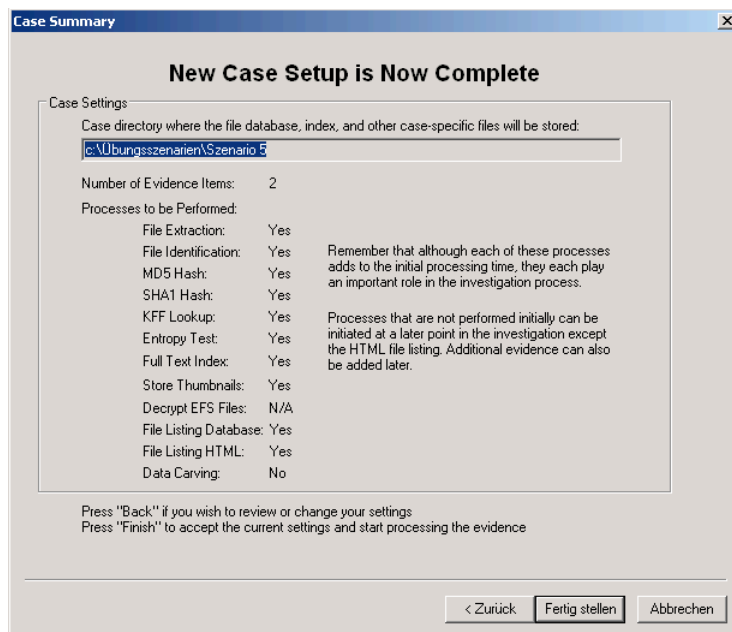 Case Summary
New Case Setup is Now Complete
Case Settings
Case directory where the file database, index, and other case-specific files will be stored:
c:\Übungsszenarien\Szenario 5
Number of Evidence Items: 2
Processes to be Performed:
File Extraction: Yes
File Identification: Yes
MD5 Hash: Yes
SHA1 Hash: Yes
KFF Lookup: Yes
Entropy Test: Yes
Full Text Index: Yes
Store Thumbnails: Yes
Decrypt EFS Files: N/A
File Listing Database: Yes
File Listing HTML: Yes
Data Carving: No
Remember that although each of these processes
adds to the initial processing time, they each play
an important role in the investigation process.
Processes that are not performed initially can be
initiated at a later point in the investigation except
the HTML file listing. Additional evidence can also
be added later.
Press "Back" if you wish to review or change your settings
Press "Finish" to accept the current settings and start processing the evidence
< Zurück
Fertig stellen
Abbrechen